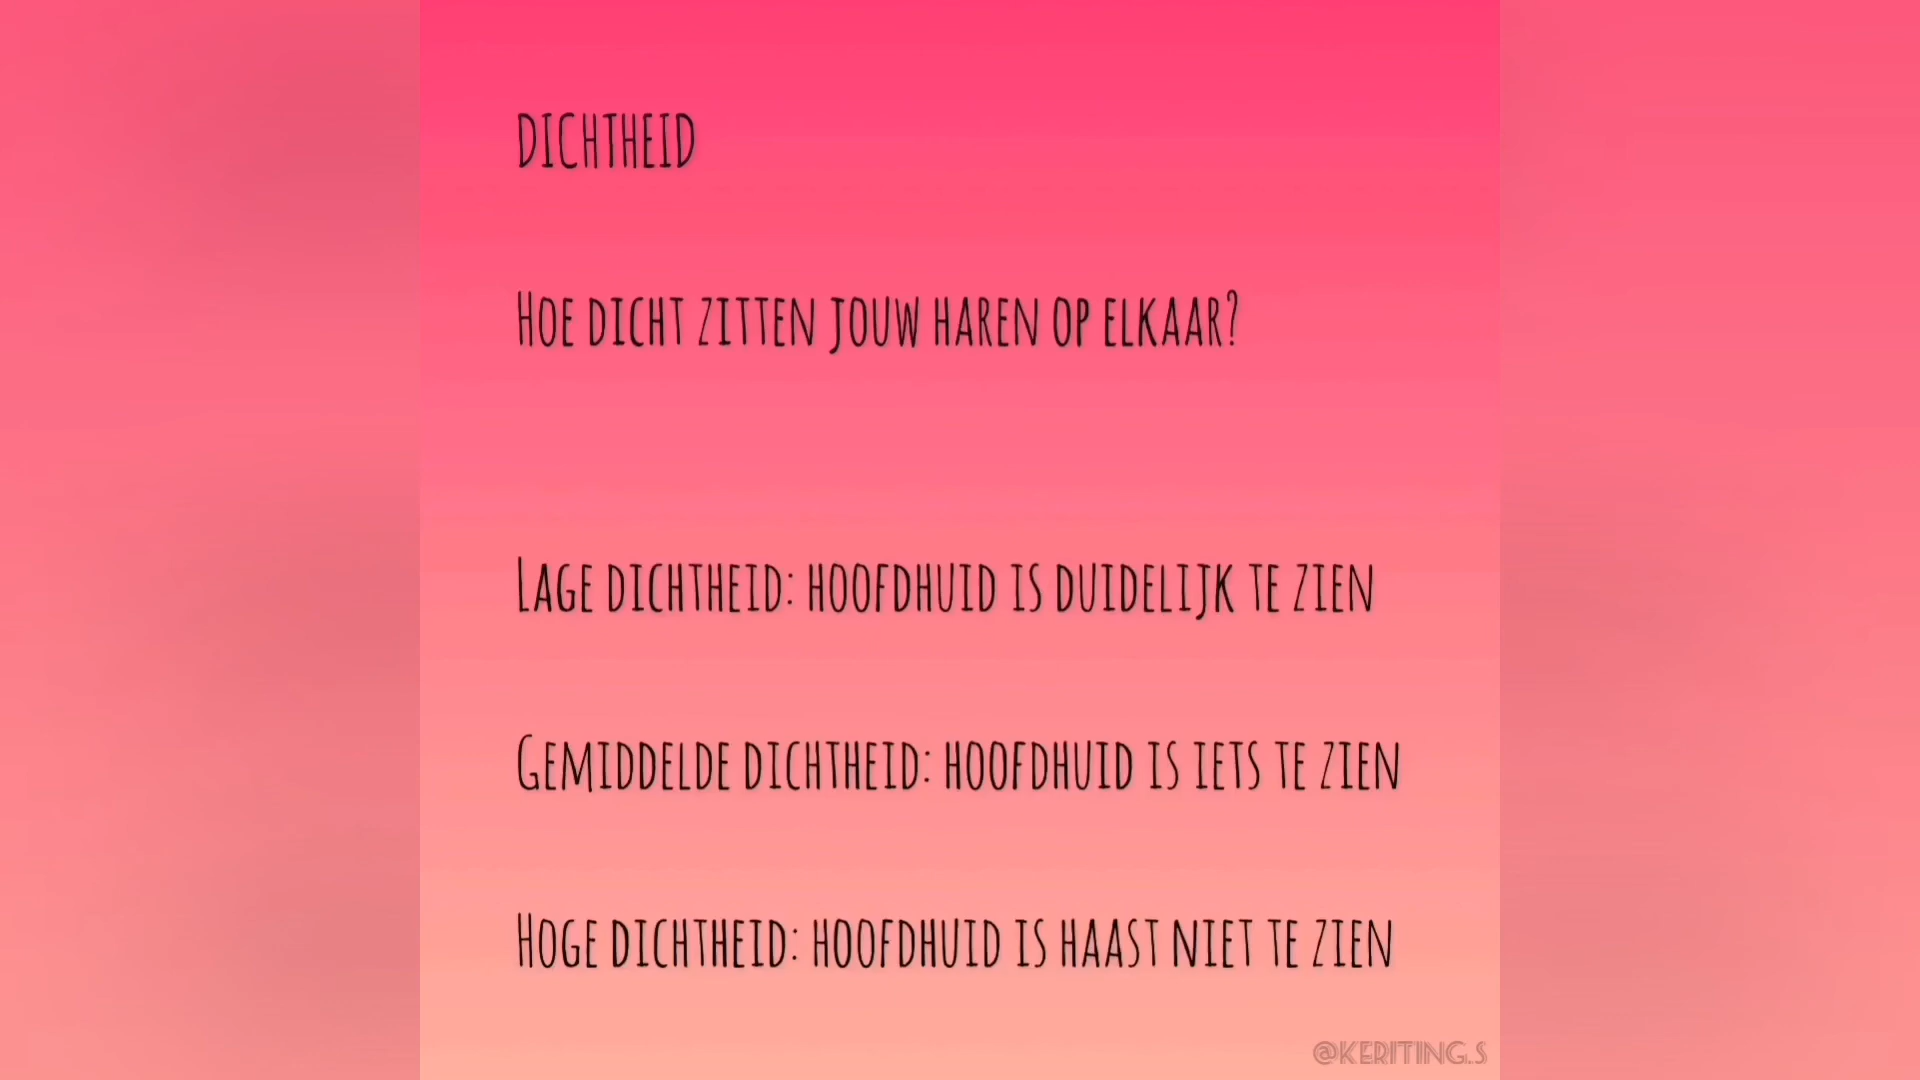 DICHTHEID
Hoe dicht zitten jouw haren op elkaar?
Lage dichtheid: hoofdhuid is duidelijk te zien
Gemiddelde dichtheid: hoofdhuid is iets te zien
Hoge dichtheid: hoofdhuid is haast niet te zien
@KERITING.S